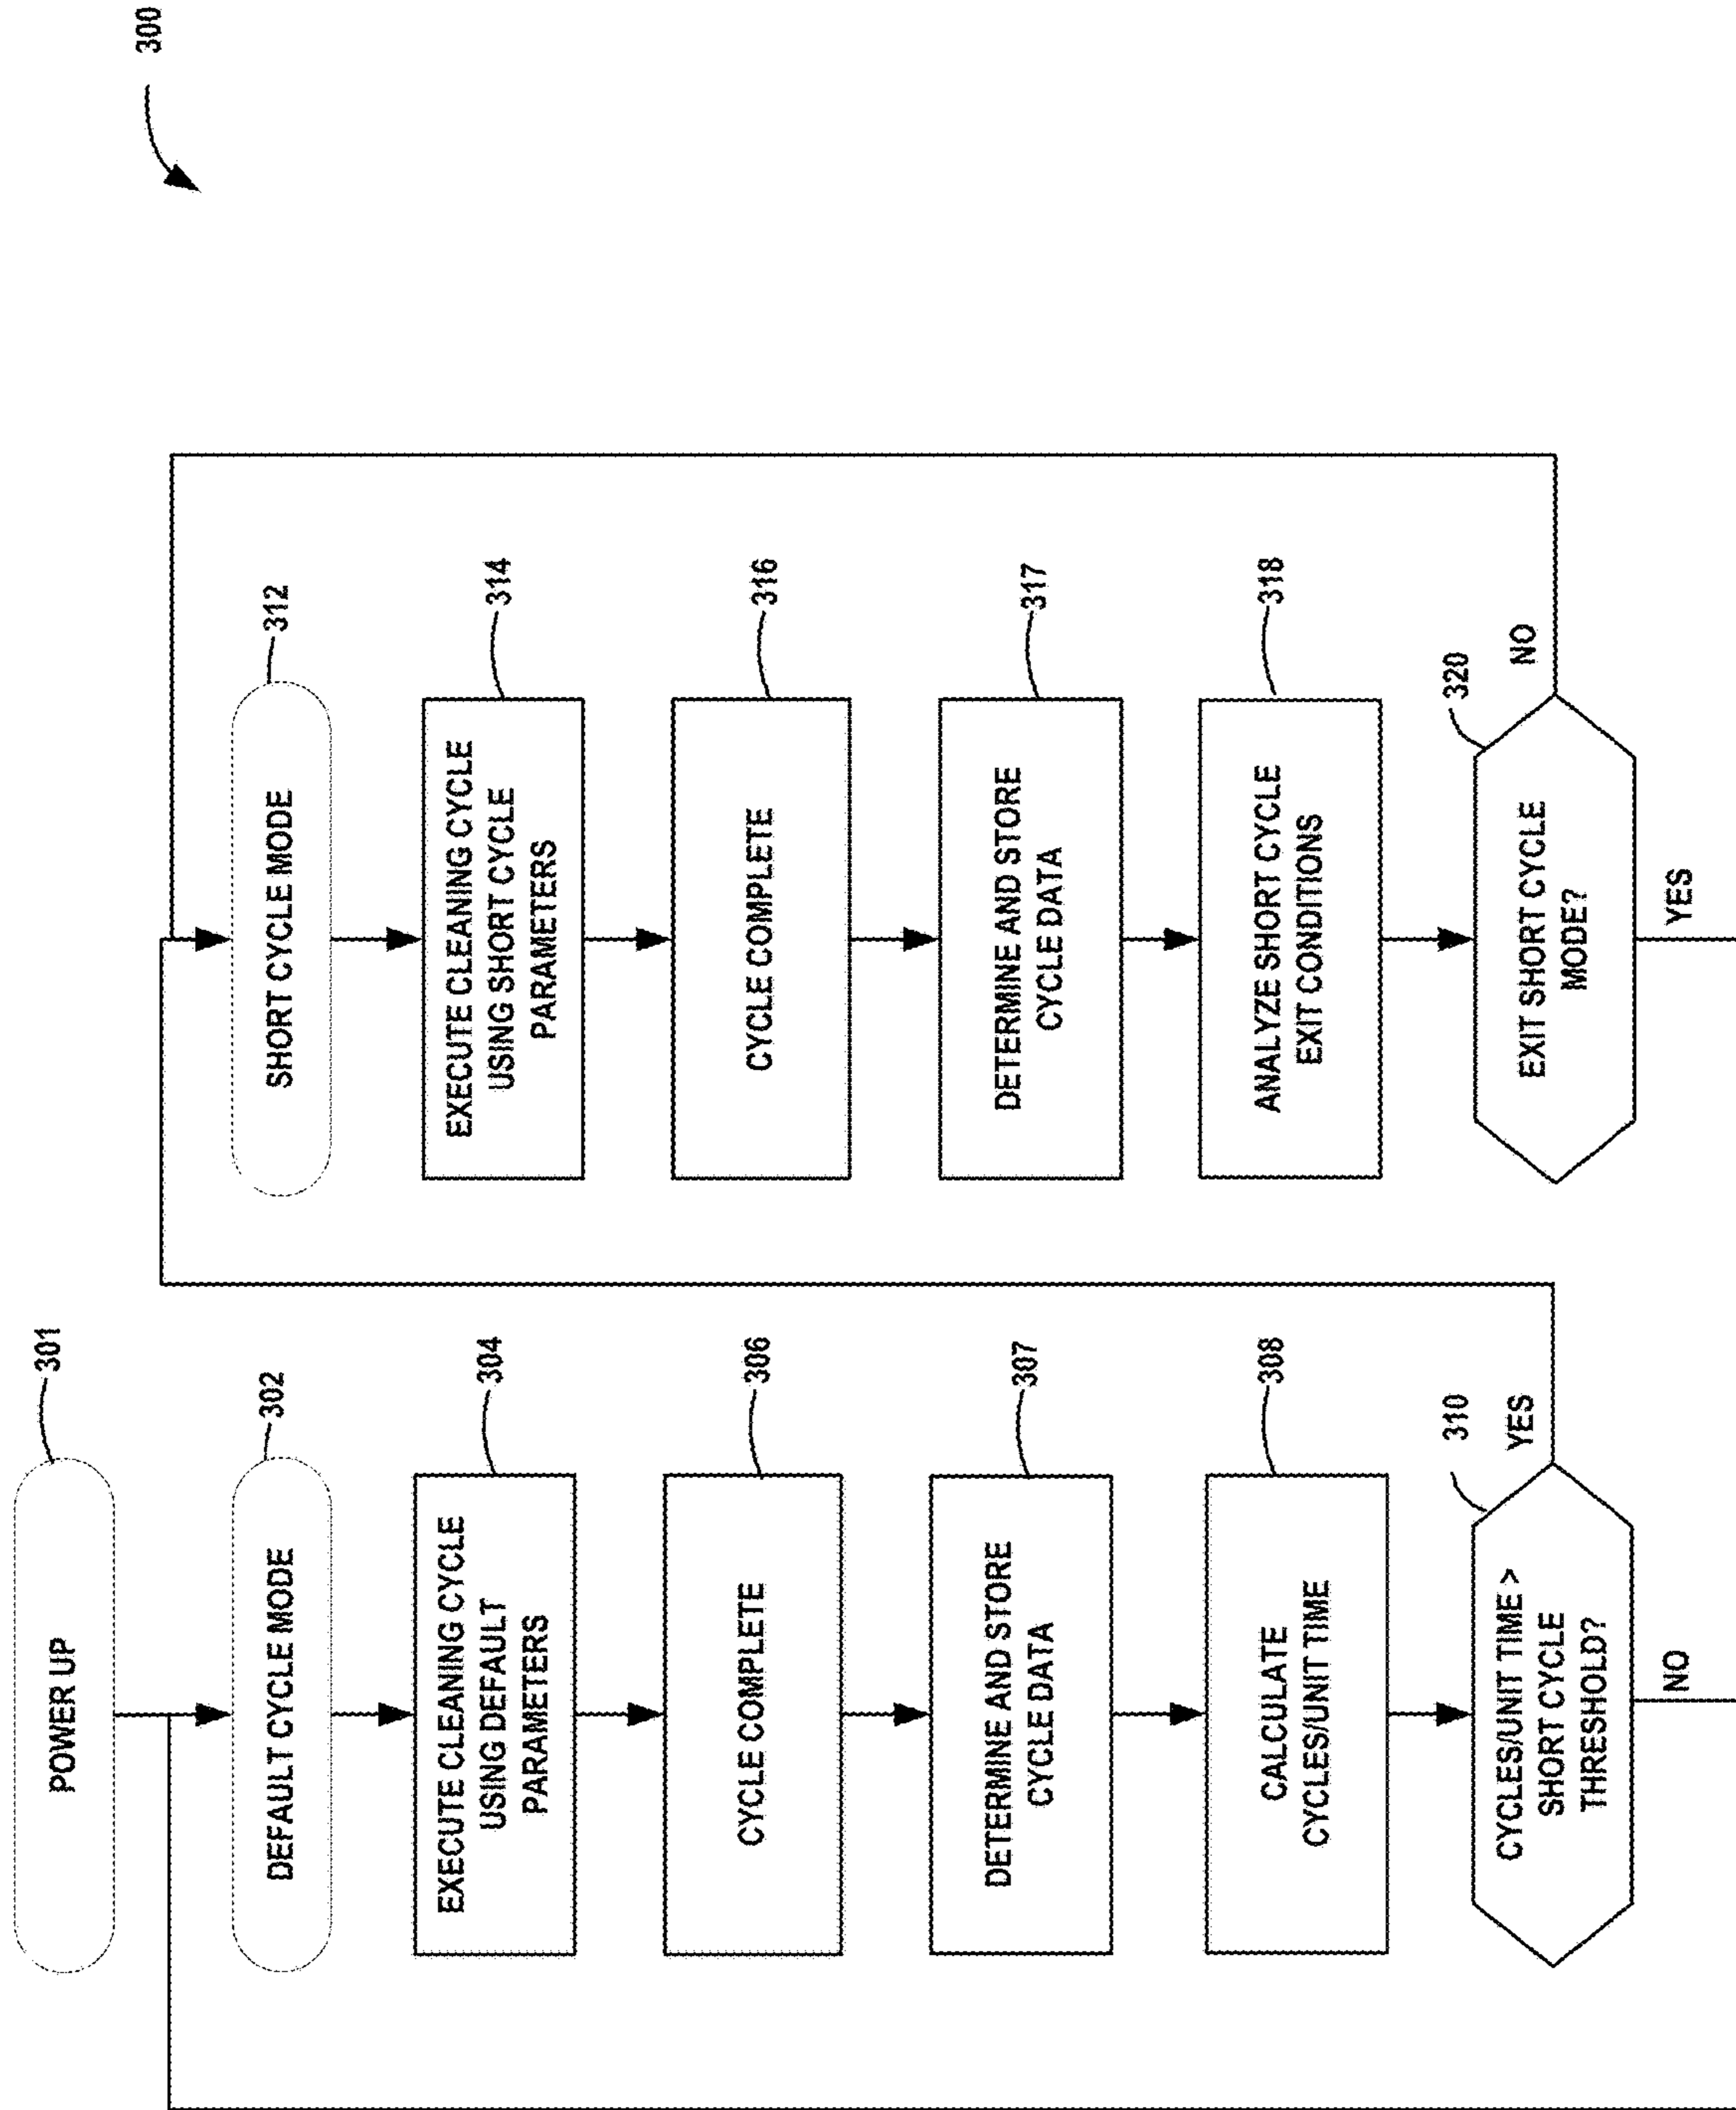 300
POWER UP
301
DEFAULT CYCLE MODE
302
EXECUTE CLEANING CYCLE
USING DEFAULT
PARAMETERS
304
CYCLE COMPLETE
306
DETERMINE AND STORE
CYCLE DATA
307
CALCULATE
CYCLES/UNIT TIME
308
CYCLES/UNIT TIME >
SHORT CYCLE
THRESHOLD?
310
YES
NO
SHORT CYCLE MODE
312
EXECUTE CLEANING CYCLE
USING SHORT CYCLE
PARAMETERS
314
CYCLE COMPLETE
316
DETERMINE AND STORE
CYCLE DATA
317
ANALYZE SHORT CYCLE
EXIT CONDITIONS
318
EXIT SHORT CYCLE
MODE?
320
NO
YES